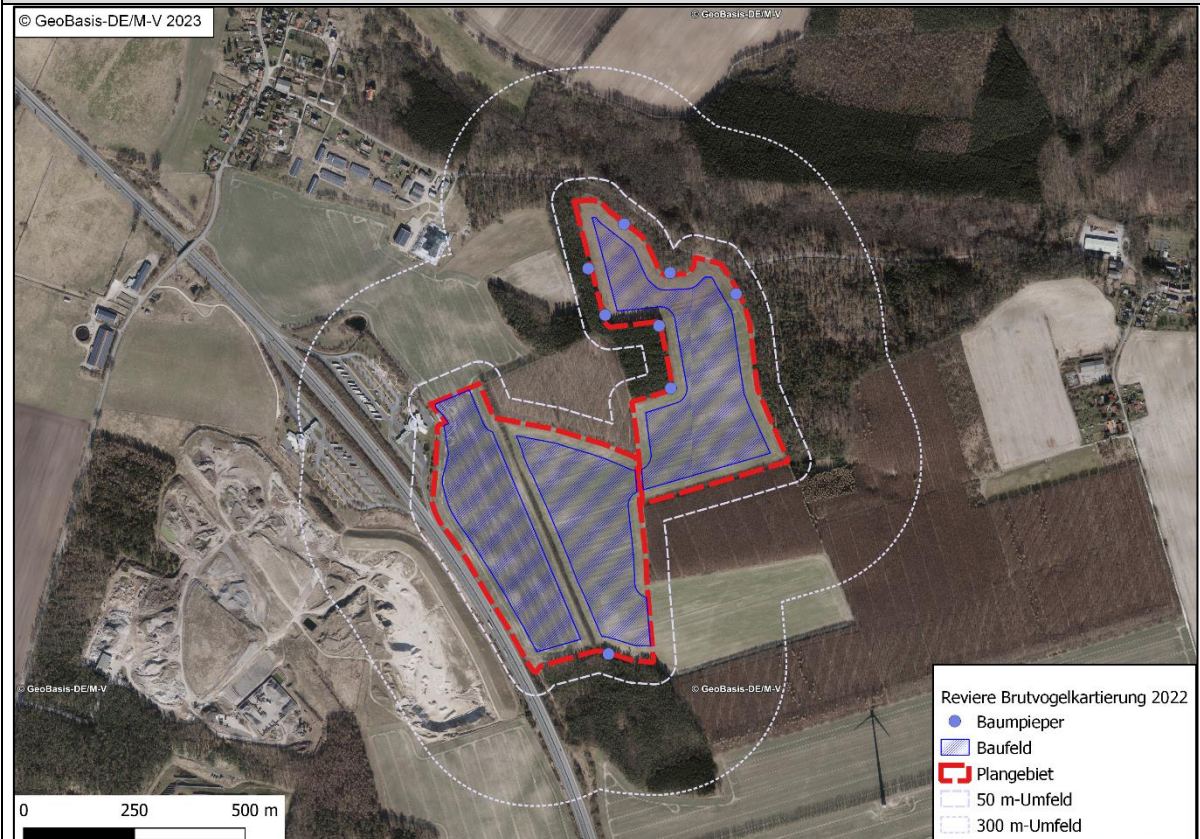 © GeoBasis-DE/M-V 2023
© GeoBasis-DE/M-V
© GeoBasis-DE/M-V
© GeoBasis-DE/M-V
Reviere Brutvogelkartierung 2022
Baumpieper
Baufeld
Plangebiet
50 m-Umfeld
300 m-Umfeld
0 250 500 m